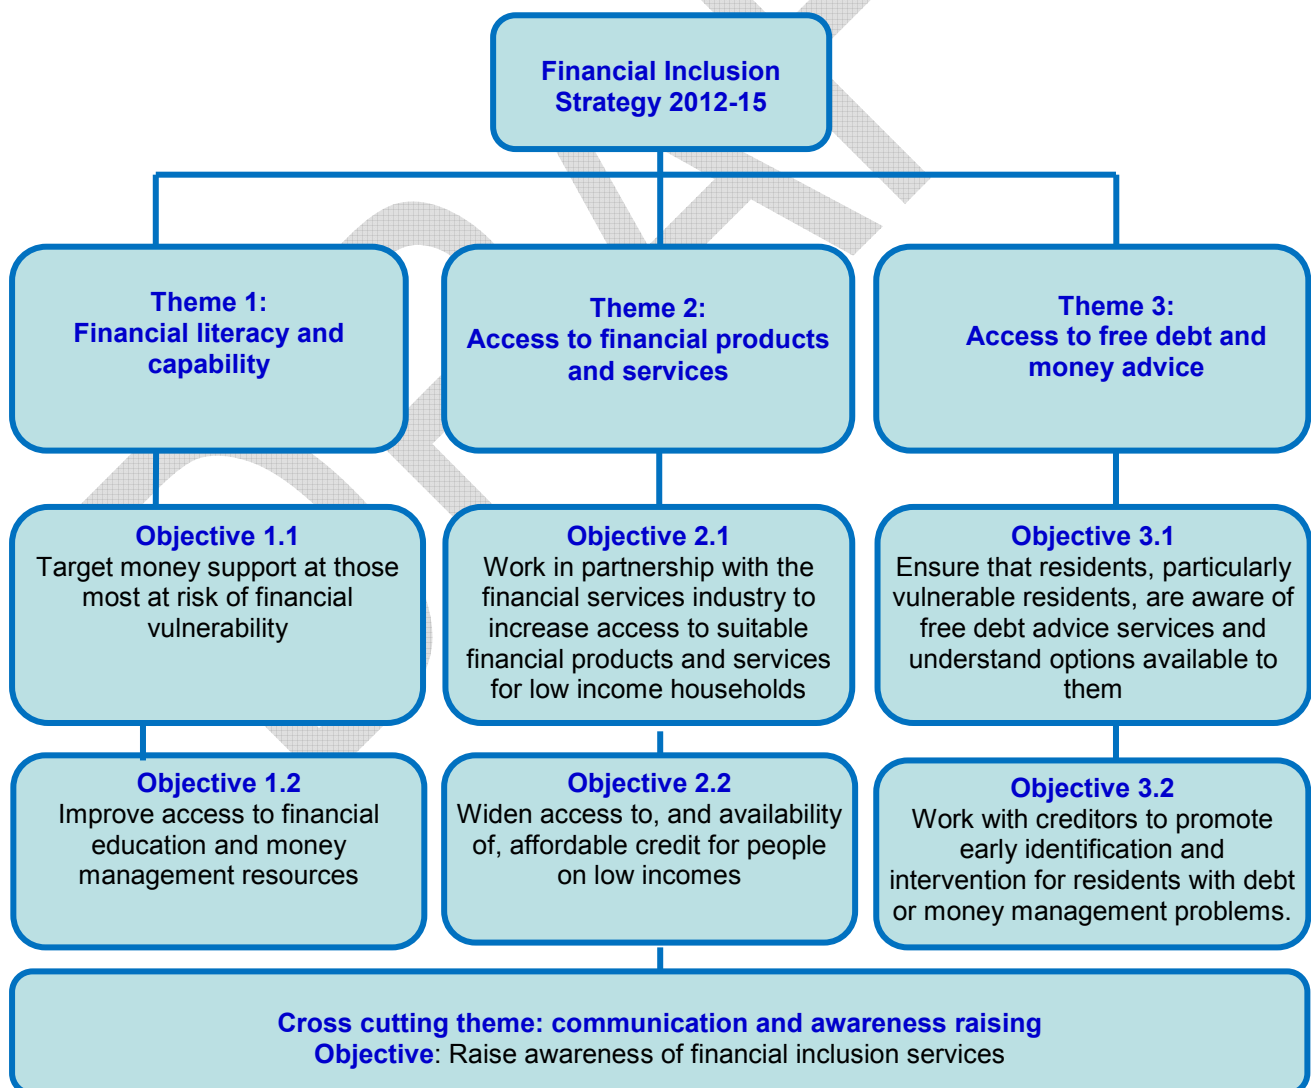 Financial Inclusion
Strategy 2012-15
Theme 1:
Financial literacy and
capability
Theme 2:
Access to financial products
and services
Theme 3:
Access to free debt and
money advice
Objective 1.1
Target money support at those
most at risk of financial
vulnerability
Objective 2.1
Work in partnership with the
financial services industry to
increase access to suitable
financial products and services
for low income households
Objective 3.1
Ensure that residents, particularly
vulnerable residents, are aware of
free debt advice services and
understand options available to
them
Objective 1.2
Improve access to financial
education and money
management resources
Objective 2.2
Widen access to, and availability
of, affordable credit for people
on low incomes
Objective 3.2
Work with creditors to promote
early identification and
intervention for residents with debt
or money management problems.
Cross cutting theme: communication and awareness raising
Objective: Raise awareness of financial inclusion services